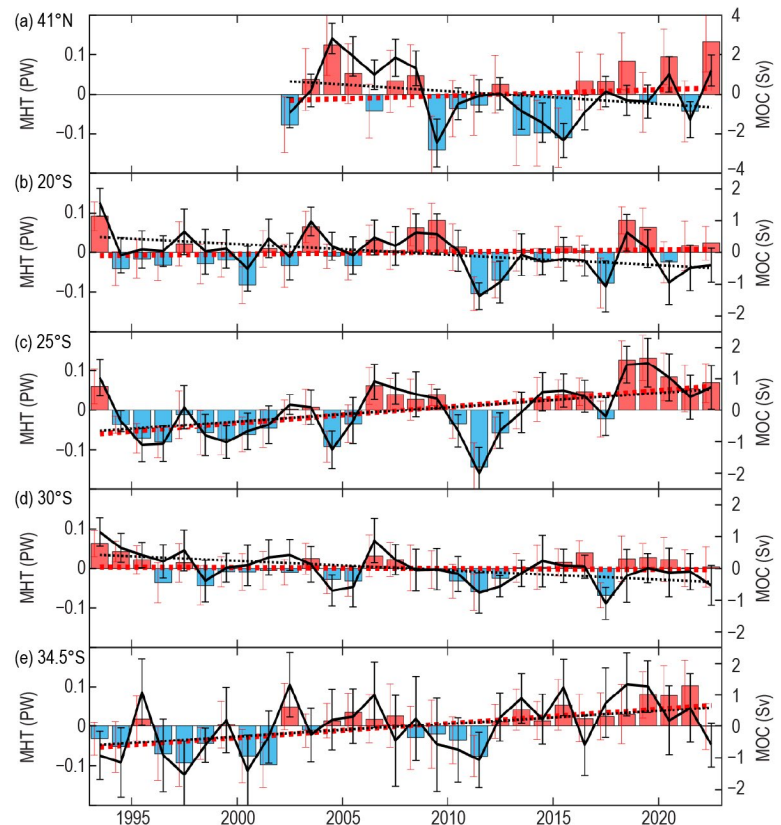 (a) 41°N
MHT (PW)
0.1
0
−0.1
4
2
0
−2
−4
MOC (Sv)
(b) 20°S
MHT (PW)
0.1
0
−0.1
2
1
0
−1
−2
MOC (Sv)
(c) 25°S
MHT (PW)
0.1
0
−0.1
2
1
0
−1
−2
MOC (Sv)
(d) 30°S
MHT (PW)
0.1
0
−0.1
2
1
0
−1
−2
MOC (Sv)
(e) 34.5°S
MHT (PW)
0.1
0
−0.1
2
1
0
−1
−2
MOC (Sv)
1995 2000 2005 2010 2015 2020